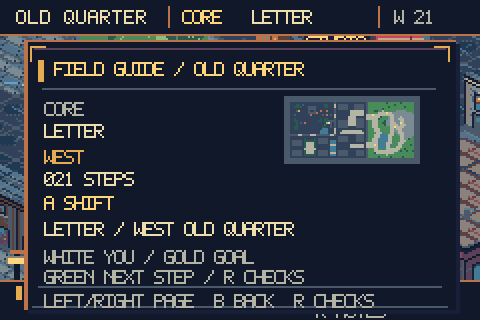 OLD QUARTER CORE LETTER W 21
FIELD GUIDE / OLD QUARTER
CORE
LETTER
WEST
021 STEPS
A SHIFT
LETTER / WEST OLD QUARTER
WHITE YOU / GOLD GOAL
GREEN NEXT STEP / R CHECKS
LEFT/RIGHT PAGE B BACK R CHECKS